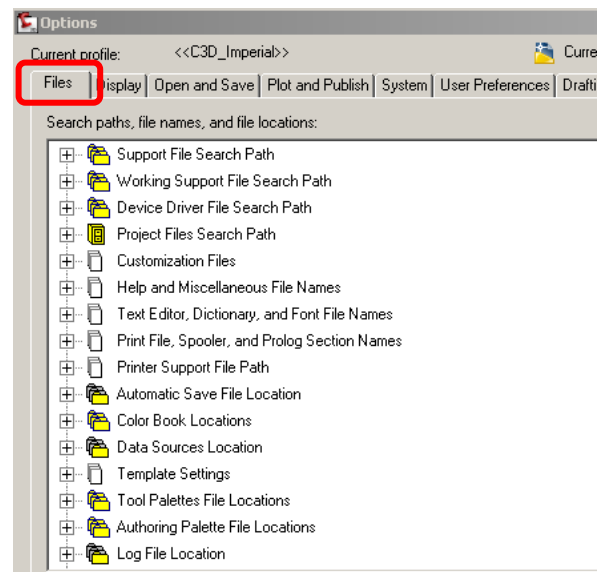 Options
Current profile: <<C3D_Imperial>> Curre
Files Display Open and Save Plot and Publish System User Preferences Drafti
Search paths, file names, and file locations:
Support File Search Path
Working Support File Search Path
Device Driver File Search Path
Project Files Search Path
Customization Files
Help and Miscellaneous File Names
Text Editor, Dictionary, and Font File Names
Print File, Spooler, and Prolog Section Names
Printer Support File Path
Automatic Save File Location
Color Book Locations
Data Sources Location
Template Settings
Tool Palettes File Locations
Authoring Palette File Locations
Log File Location